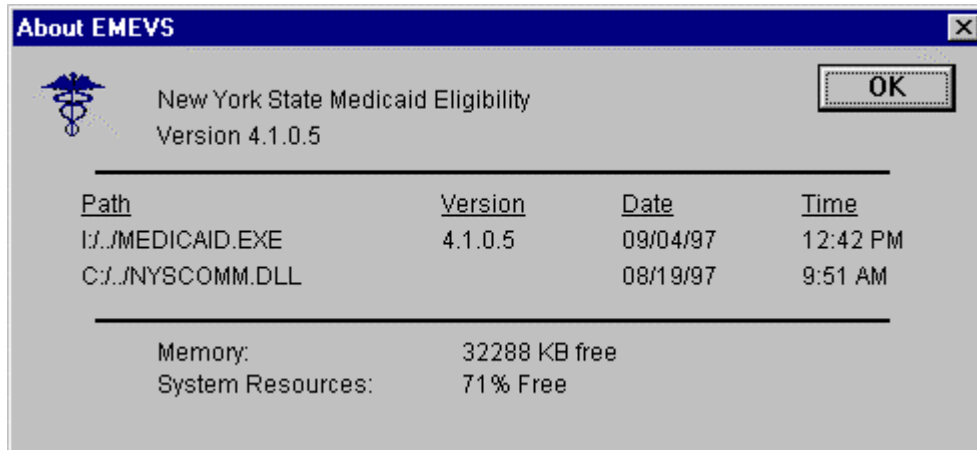 About EMEVS
OK
New York State Medicaid Eligibility
Version 4.1.0.5
Path Version Date Time
I:/../MEDICAID.EXE 4.1.0.5 09/04/97 12:42 PM
C:/../NYSCOMM.DLL 08/19/97 9:51 AM
Memory: 32288 KB free
System Resources: 71% Free